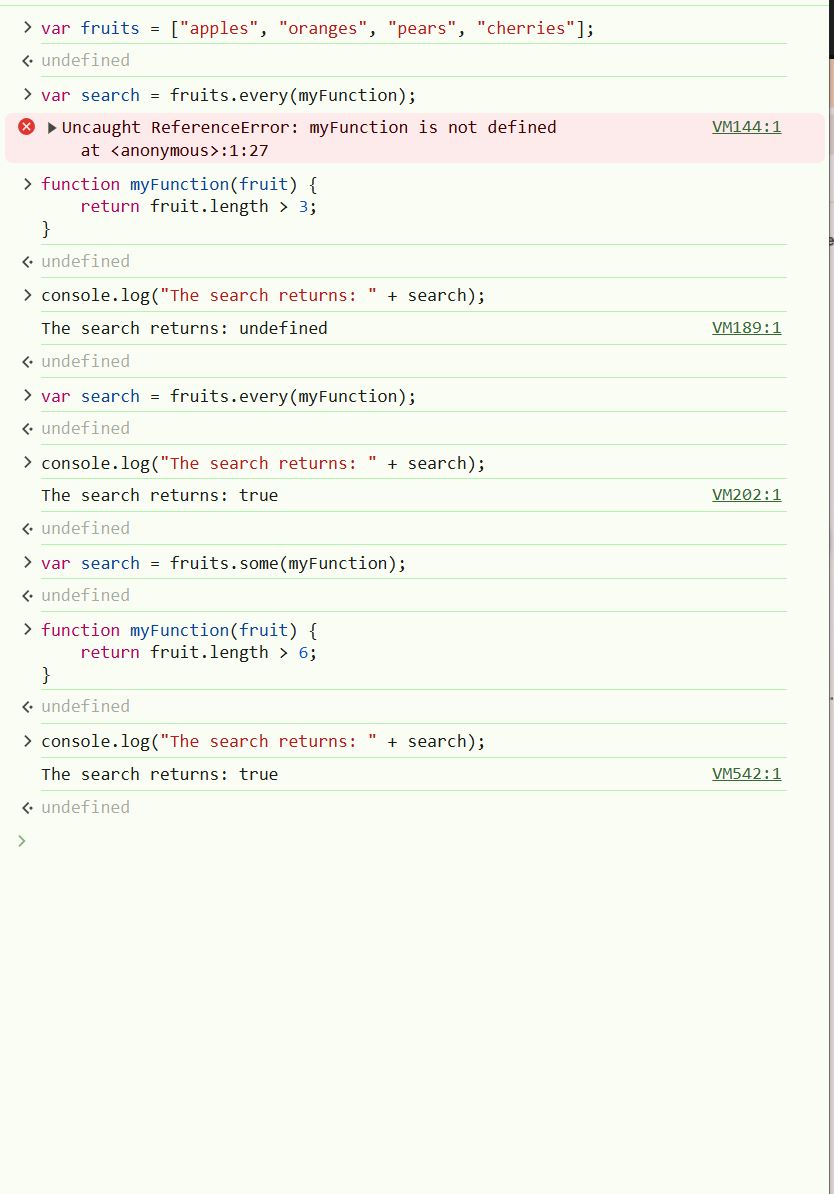 > var fruits = ["apples", "oranges", "pears", "cherries"];
undefined
> var search = fruits.every(myFunction);
Uncaught ReferenceError: myFunction is not defined VM144:1
    at <anonymous>:1:27
> function myFunction(fruit) {
    return fruit.length > 3;
}
undefined
> console.log("The search returns: " + search);
The search returns: undefined VM189:1
undefined
> var search = fruits.every(myFunction);
undefined
> console.log("The search returns: " + search);
The search returns: true VM202:1
undefined
> var search = fruits.some(myFunction);
undefined
> function myFunction(fruit) {
    return fruit.length > 6;
}
undefined
> console.log("The search returns: " + search);
The search returns: true VM542:1
undefined
>